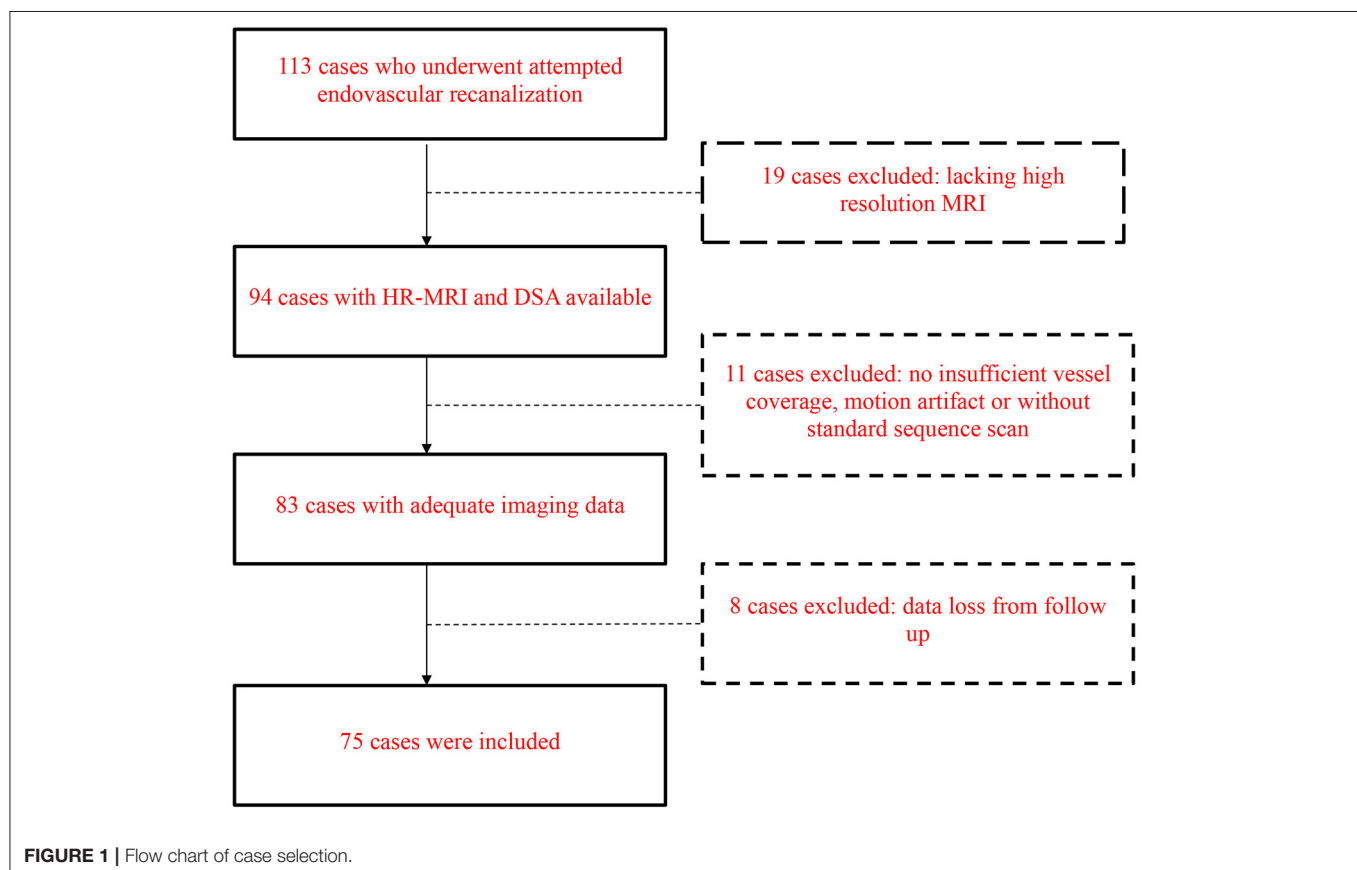 113 cases who underwent attempted
endovascular recanalization
19 cases excluded: lacking high
resolution MRI
94 cases with HR-MRI and DSA available
11 cases excluded: no insufficient vessel
coverage, motion artifact or without
standard sequence scan
83 cases with adequate imaging data
8 cases excluded: data loss from follow
up
75 cases were included
FIGURE 1 | Flow chart of case selection.